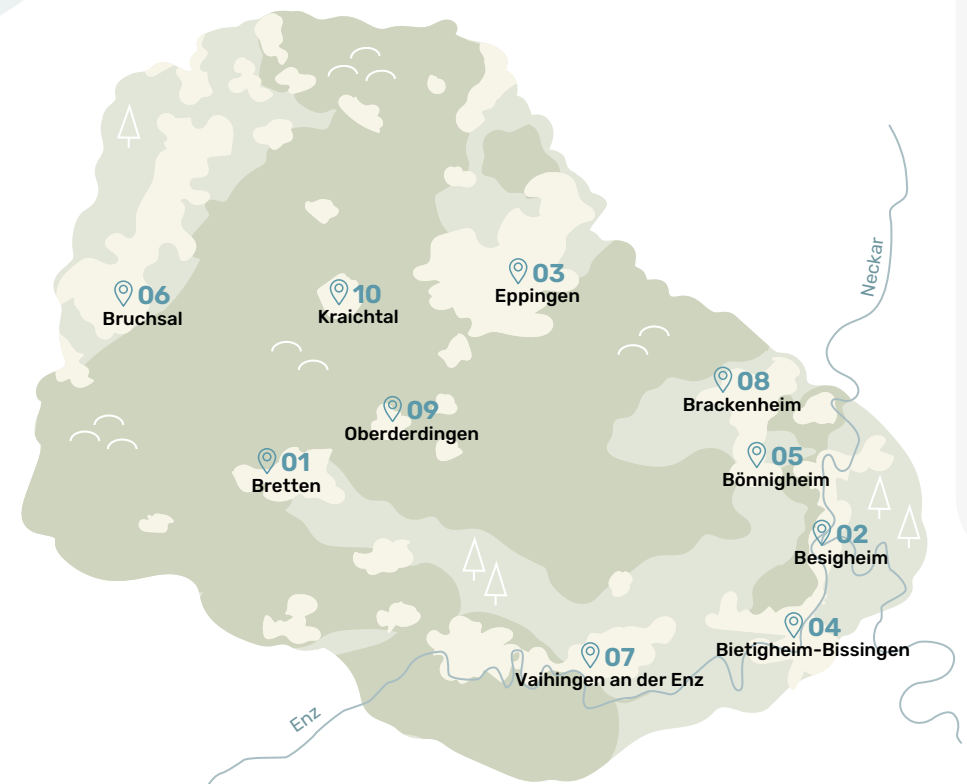 Neckar
03
Eppingen
06
Bruchsal
10
Kraichtal
08
Brackenheim
09
Oberderdingen
05
Bönnigheim
01
Bretten
02
Besigheim
04
Bietigheim-Bissingen
07
Vaihingen an der Enz
Enz